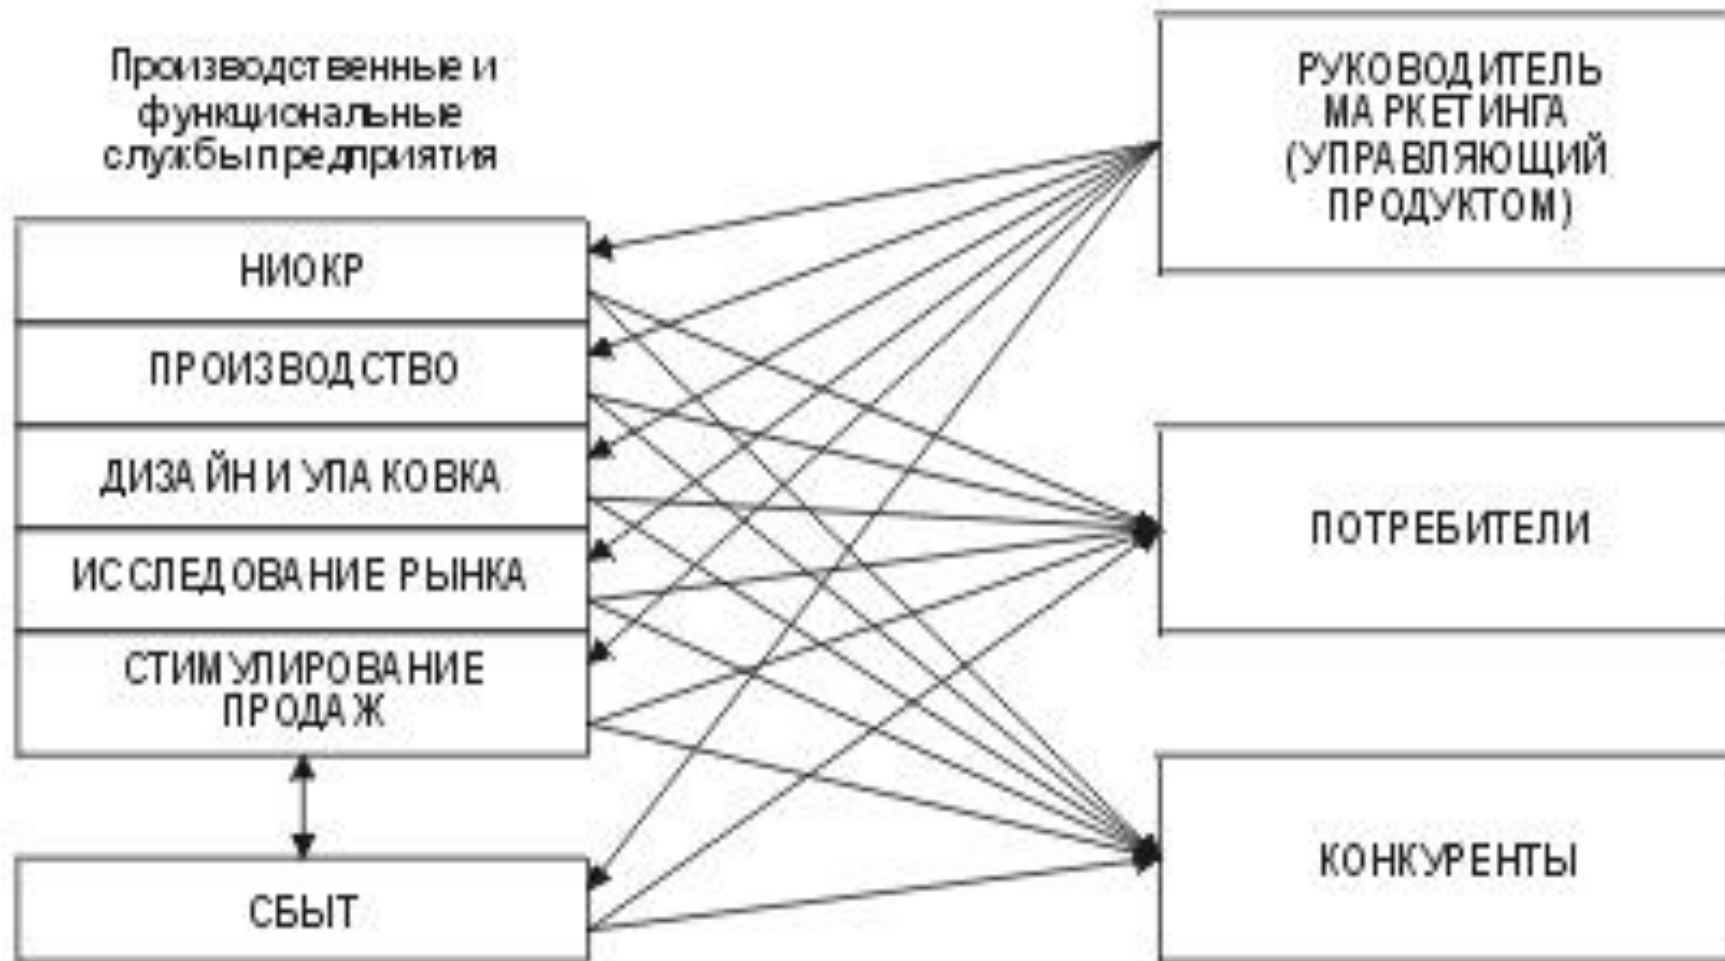 Производственные и
функциональные
службы предприятия
НИОКР
ПРОИЗВОДСТВО
ДИЗАЙН И УПАКОВКА
ИССЛЕДОВАНИЕ РЫНКА
СТИМУЛИРОВАНИЕ
ПРОДАЖ
СБЫТ
РУКОВОДИТЕЛЬ
МАРКЕТИНГА
(УПРАВЛЯЮЩИЙ
ПРОДУКТОМ)
ПОТРЕБИТЕЛИ
КОНКУРЕНТЫ